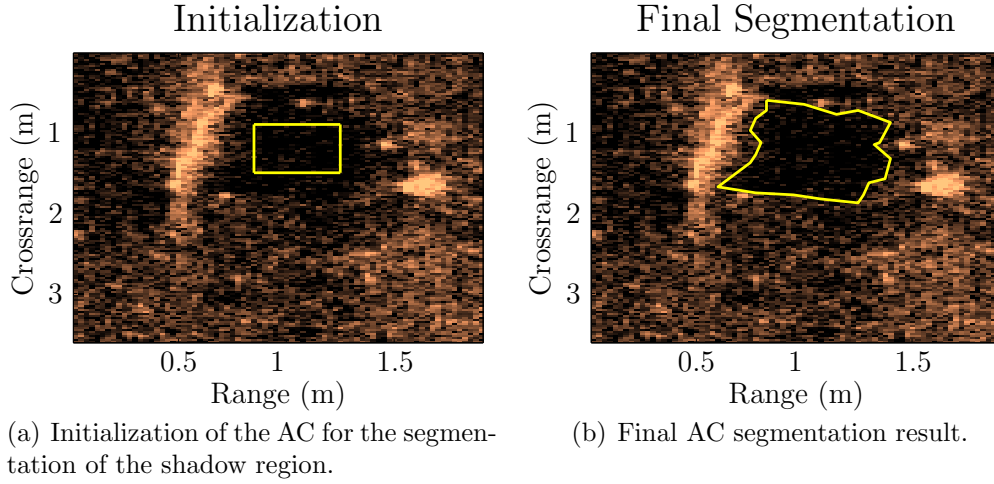 Initialization
Crossrange (m)
1
2
3
0.5 1 1.5
Range (m)
(a) Initialization of the AC for the segmen-
tation of the shadow region.
Final Segmentation
Crossrange (m)
1
2
3
0.5 1 1.5
Range (m)
(b) Final AC segmentation result.